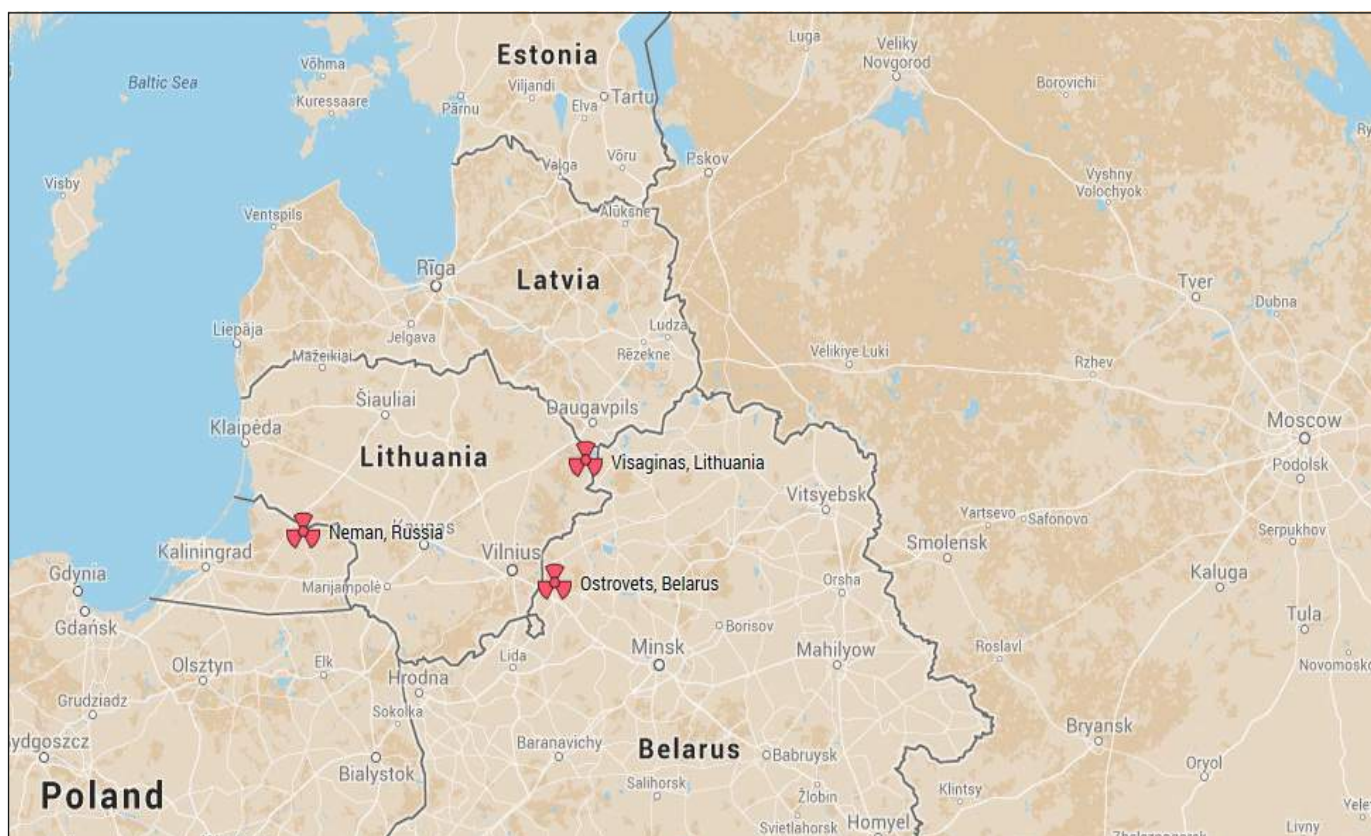 Estonia
Luga
Veliky
Novgorod
Võhma
Baltic Sea
Viljandi
Tartu
Borovichi
Kuressaare
Pärnu
Elva
Pskov
Valga
Võru
Vyshny
Volochyok
Visby
Ventspils
Alūksne
Rīga
Latvia
Tver
Dubna
Liepāja
Jelgava
Ludza
Rēzekne
Velikiye Luki
Mažeikiai
Rzhev
Šiauliai
Daugavpils
Klaipėda
Moscow
Lithuania
Visaginas, Lithuania
Podolsk
Vitsyebsk
Yartsevo
Safonovo
Neman, Russia
Kaunas
Serpukhov
Kaliningrad
Vilnius
Smolensk
Gdynia
Marijampolė
Ostrovets, Belarus
Orsha
Kaluga
Gdańsk
Borisov
Tula
Olsztyn
Elk
Lida
Minsk
Mahilyow
Roslavl
Novomosk
Hrodna
Grudziadz
Sokolka
Bryansk
ydgoszcz
Baranavichy
Belarus
Babruysk
Oryol
Bialystok
Poland
Salihorsk
Žlobin
Klintsy
Yele
Svietlahorsk
Homyel
Livny